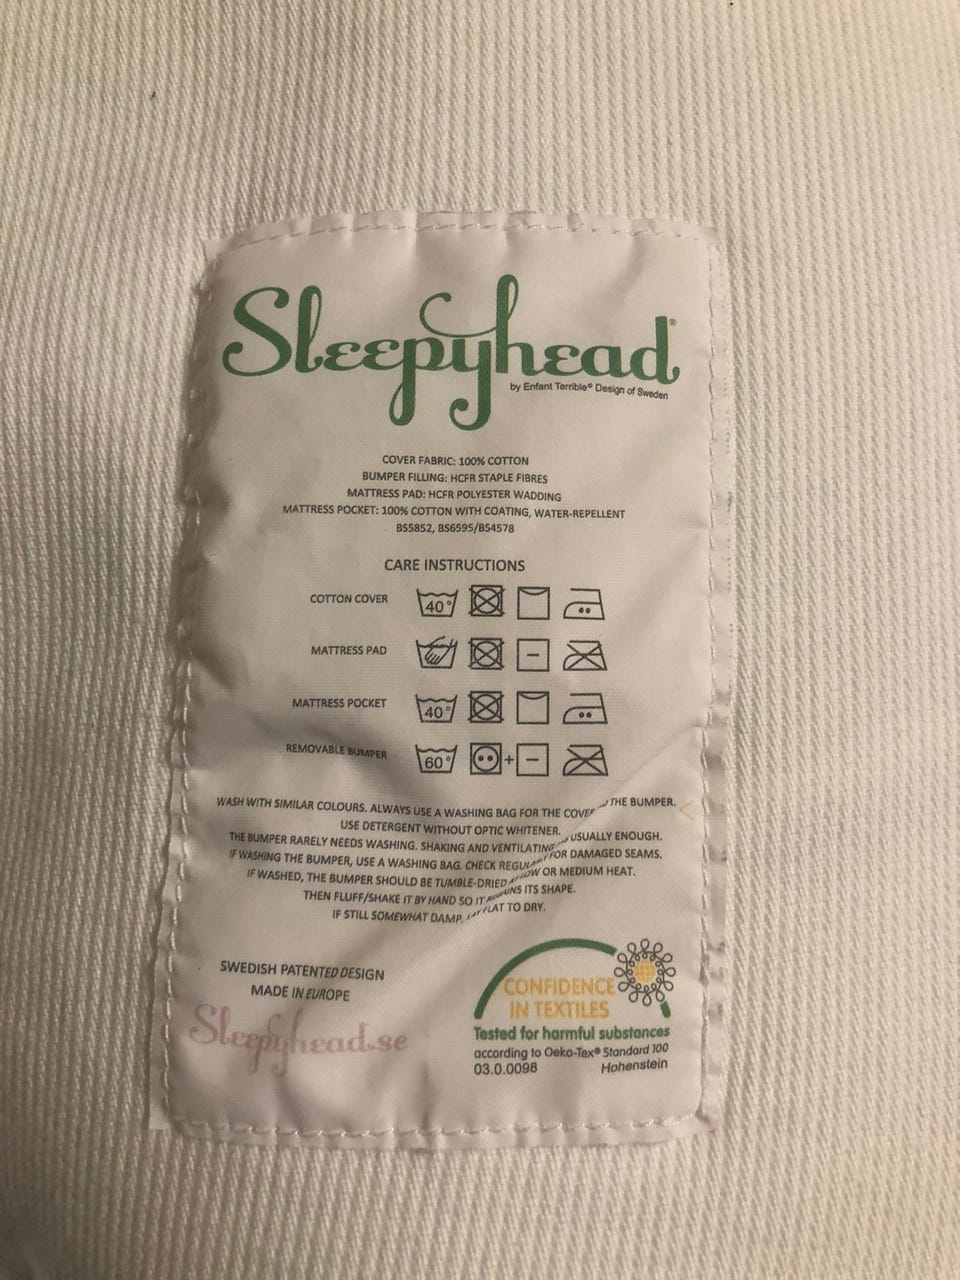 Sleepyhead®
by Enfant Terrible® Design of Sweden
COVER FABRIC: 100% COTTON
BUMPER FILLING: HCFR STAPLE FIBRES
MATTRESS PAD: HCFR POLYESTER WADDING
MATTRESS POCKET: 100% COTTON WITH COATING, WATER-REPELLENT
BS5852, BS6595/BS4578
CARE INSTRUCTIONS
COTTON COVER 40°
MATTRESS PAD
MATTRESS POCKET 40°
REMOVABLE BUMPER 60° +
WASH WITH SIMILAR COLOURS. ALWAYS USE A WASHING BAG FOR THE COVER THE BUMPER.
USE DETERGENT WITHOUT OPTIC WHITENER.
THE BUMPER RARELY NEEDS WASHING. SHAKING AND VENTILATING USUALLY ENOUGH.
IF WASHING THE BUMPER, USE A WASHING BAG. CHECK FOR DAMAGED SEAMS.
IF WASHED, THE BUMPER SHOULD BE TUMBLE-DRIED OR MEDIUM HEAT.
THEN FLUFF/SHAKE IT BY HAND SO IT ITS SHAPE.
IF STILL SOMEWHAT DAMP, FLAT TO DRY.
SWEDISH PATENTED DESIGN
MADE IN EUROPE
Sleepyhead.se
CONFIDENCE
IN TEXTILES
Tested for harmful substances
according to Oeko-Tex® Standard 100
03.0.0098 Hohenstein